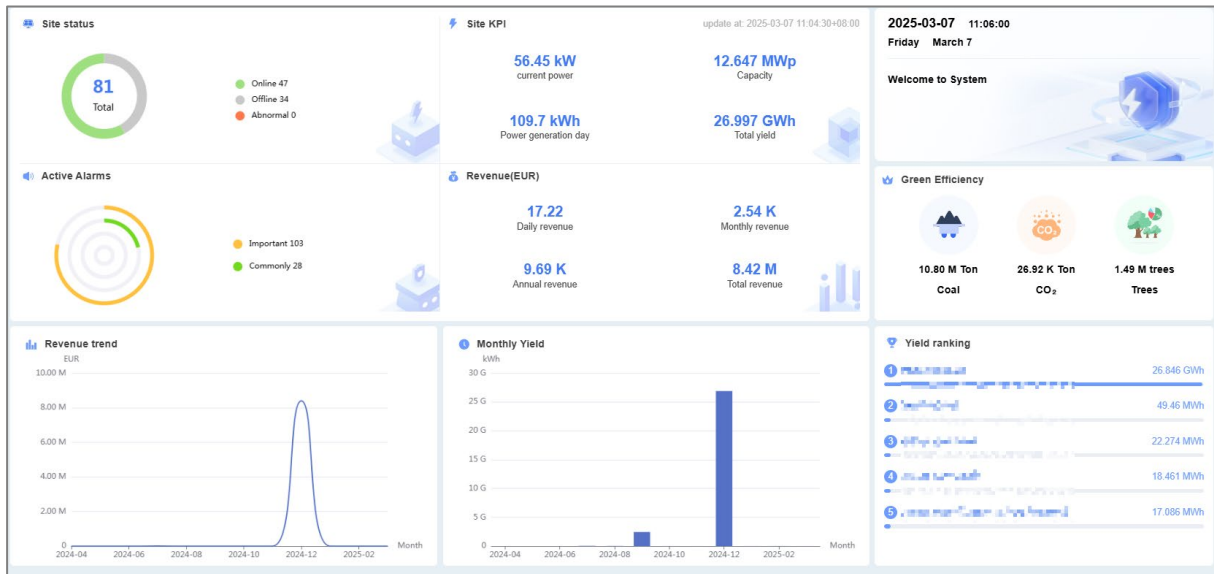 Site status
81
Total
Online 47
Offline 34
Abnormal 0
Site KPI
update at: 2025-03-07 11:04:30+08:00
56.45 kW
current power
12.647 MWp
Capacity
109.7 kWh
Power generation day
26.997 GWh
Total yield
2025-03-07 11:06:00
Friday March 7
Welcome to System
Active Alarms
Important 103
Commonly 28
Revenue(EUR)
17.22
Daily revenue
2.54 K
Monthly revenue
9.69 K
Annual revenue
8.42 M
Total revenue
Green Efficiency
CO₂
10.80 M Ton
Coal
26.92 K Ton
CO₂
1.49 M trees
Trees
Revenue trend
EUR
10.00 M
8.00 M
6.00 M
4.00 M
2.00 M
0
2024-04 2024-06 2024-08 2024-10 2024-12 2025-02
Month
Monthly Yield
kWh
30 G
25 G
20 G
15 G
10 G
5 G
0
2024-04 2024-06 2024-08 2024-10 2024-12 2025-02
Month
Yield ranking
1 26.846 GWh
2 49.46 MWh
3 22.274 MWh
4 18.461 MWh
5 17.086 MWh